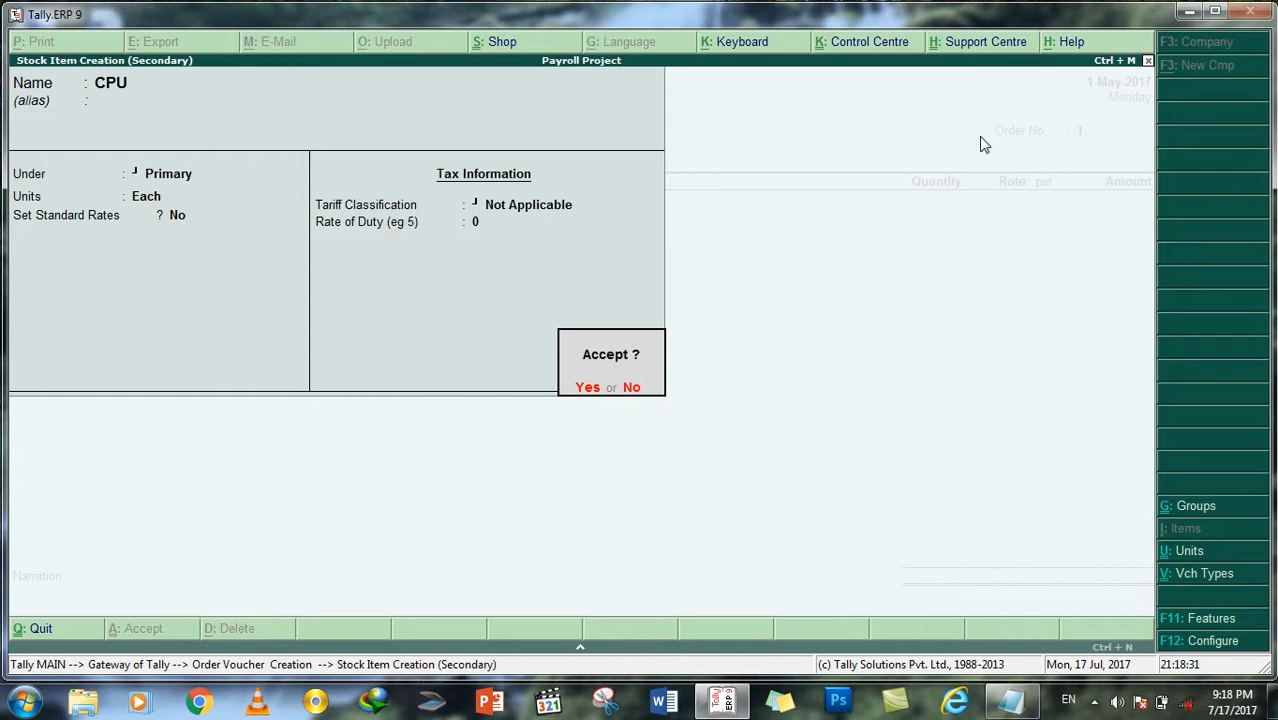 Tally.ERP 9
P: Print E: Export M: E-Mail O: Upload S: Shop G: Language K: Keyboard K: Control Centre H: Support Centre H: Help
F3: Company
Stock Item Creation (Secondary) Payroll Project Ctrl + M
F3: New Cmp
Name : CPU
(alias) :
1-May-2017
Monday
Order No. : 1
Under : Primary
Units : Each
Set Standard Rates ? No
Tax Information
Tariff Classification : Not Applicable
Rate of Duty (eg 5) : 0
Quantity Rate per Amount
Accept ?
Yes or No
G: Groups
I: Items
U: Units
V: Vch Types
Narration:
F11: Features
F12: Configure
Q: Quit A: Accept D: Delete
Ctrl + N
Tally MAIN --> Gateway of Tally --> Order Voucher Creation --> Stock Item Creation (Secondary) (c) Tally Solutions Pvt. Ltd., 1988-2013 Mon, 17 Jul, 2017 21:18:31
321
Tally
ERP 9
Ps
EN
9:18 PM
7/17/2017